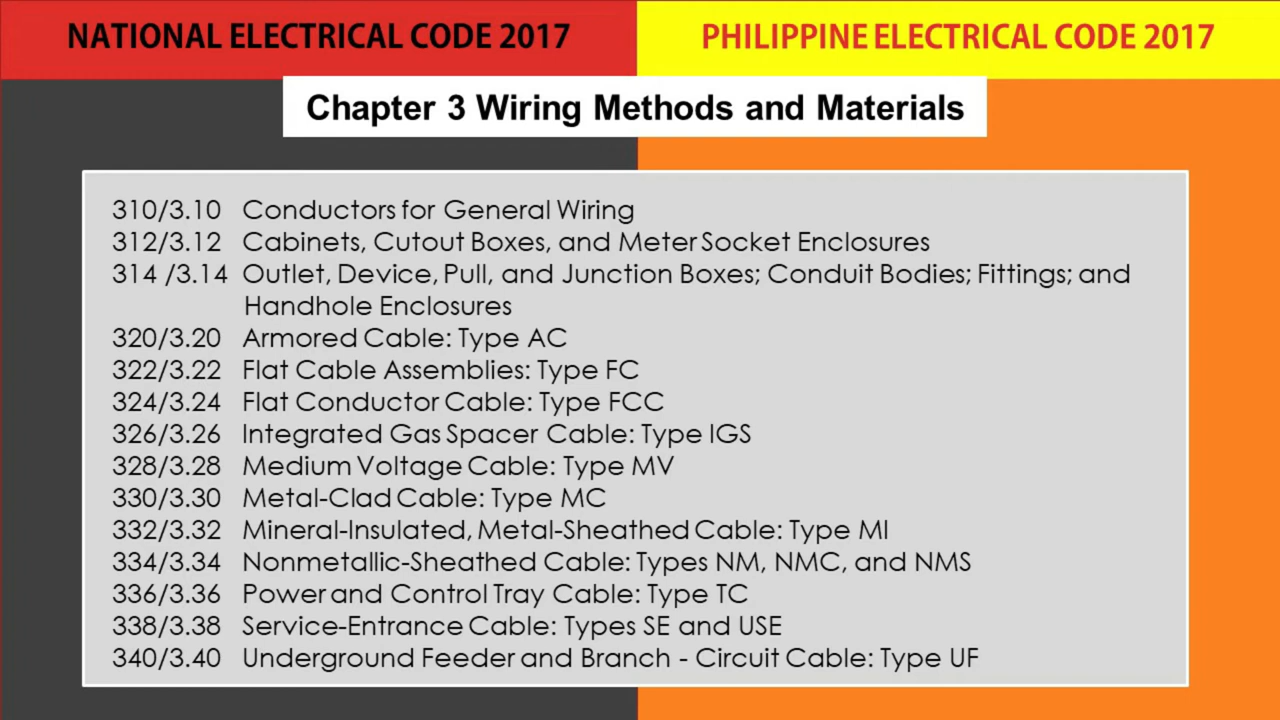 NATIONAL ELECTRICAL CODE 2017
PHILIPPINE ELECTRICAL CODE 2017
Chapter 3 Wiring Methods and Materials
310/3.10 Conductors for General Wiring
312/3.12 Cabinets, Cutout Boxes, and Meter Socket Enclosures
314 /3.14 Outlet, Device, Pull, and Junction Boxes; Conduit Bodies; Fittings; and
Handhole Enclosures
320/3.20 Armored Cable: Type AC
322/3.22 Flat Cable Assemblies: Type FC
324/3.24 Flat Conductor Cable: Type FCC
326/3.26 Integrated Gas Spacer Cable: Type IGS
328/3.28 Medium Voltage Cable: Type MV
330/3.30 Metal-Clad Cable: Type MC
332/3.32 Mineral-Insulated, Metal-Sheathed Cable: Type MI
334/3.34 Nonmetallic-Sheathed Cable: Types NM, NMC, and NMS
336/3.36 Power and Control Tray Cable: Type TC
338/3.38 Service-Entrance Cable: Types SE and USE
340/3.40 Underground Feeder and Branch - Circuit Cable: Type UF